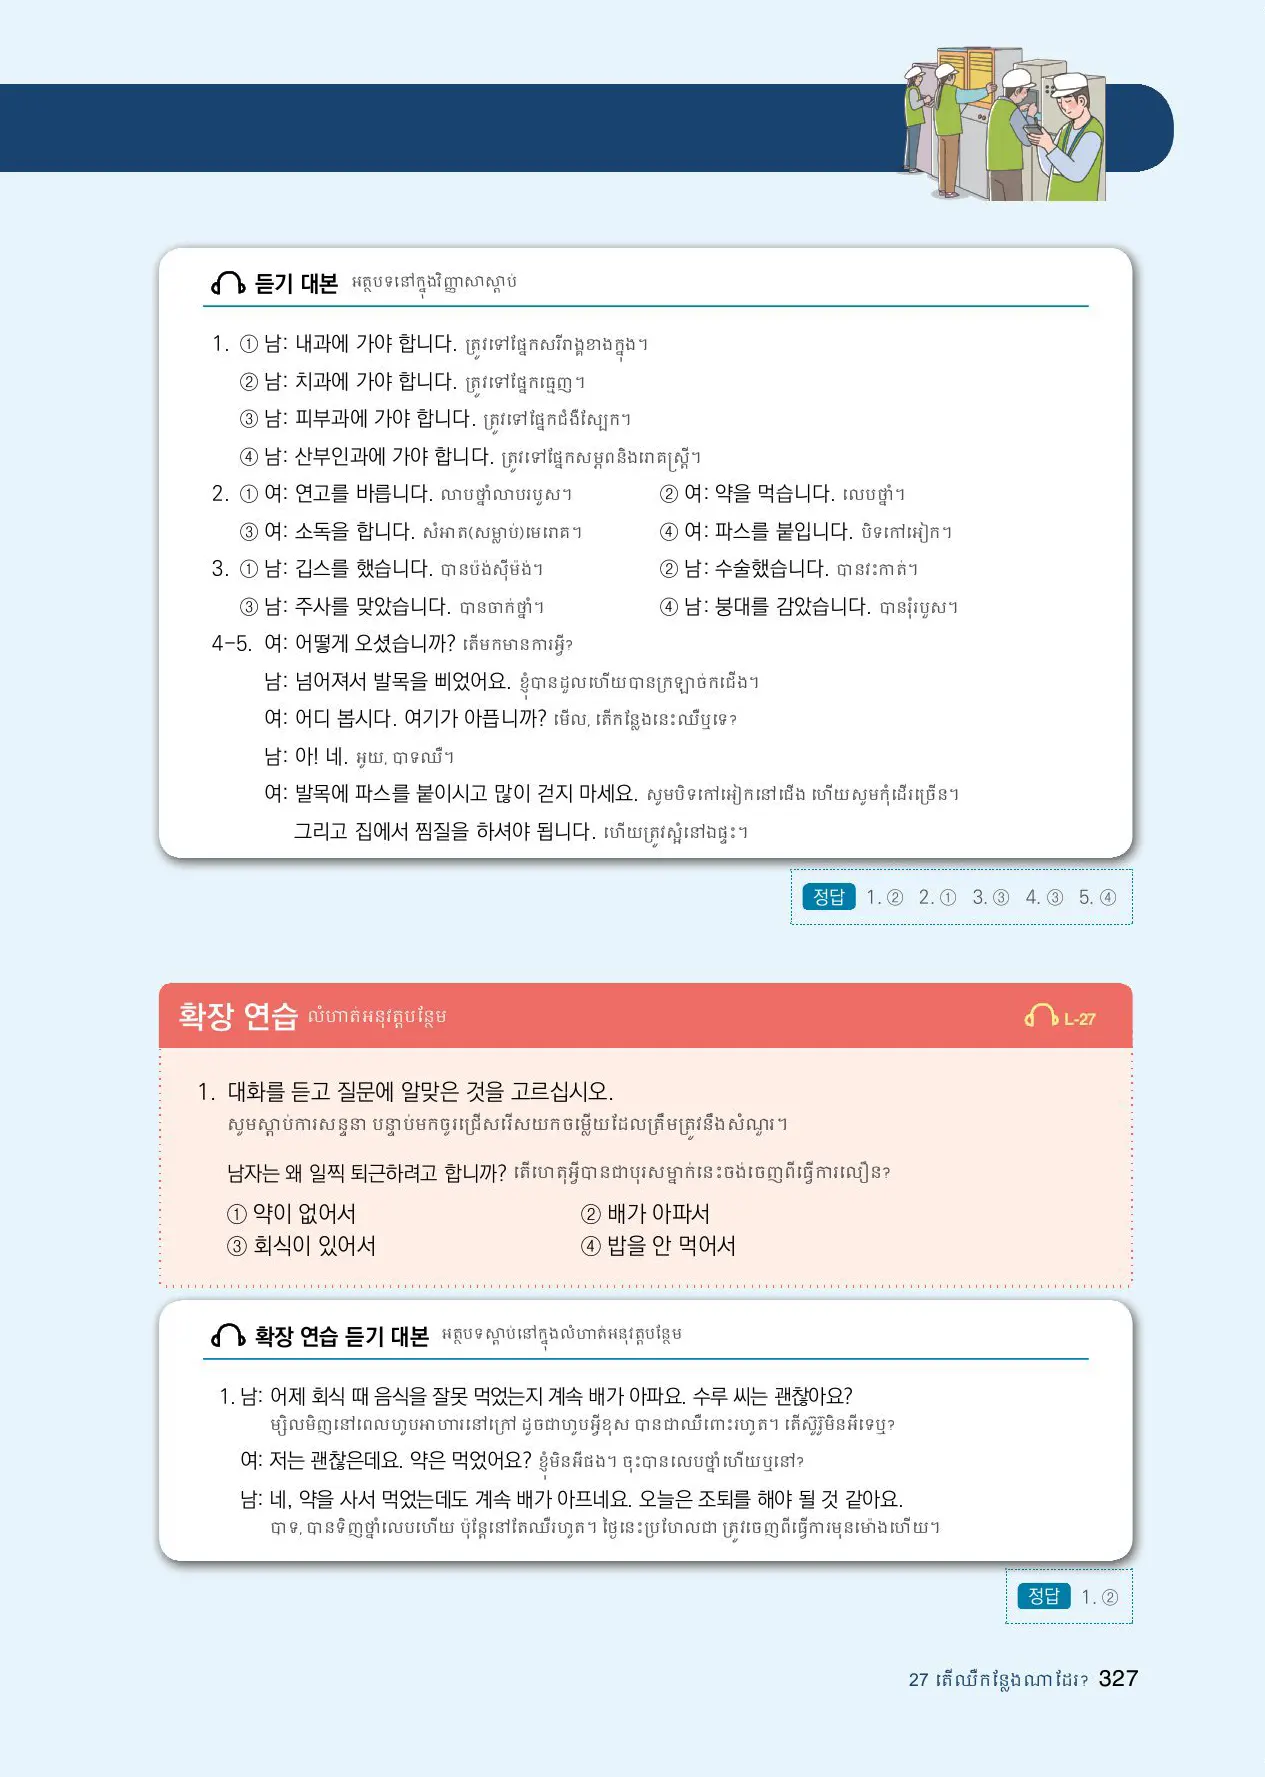 듣기 대본 អត្ថបទនៅក្នុងវិញ្ញាសាស្តាប់
1. ① 남: 내과에 가야 합니다. ត្រូវទៅផ្នែកសរីរាង្គខាងក្នុង។
② 남: 치과에 가야 합니다. ត្រូវទៅផ្នែកធ្មេញ។
③ 남: 피부과에 가야 합니다. ត្រូវទៅផ្នែកជំងឺស្បែក។
④ 남: 산부인과에 가야 합니다. ត្រូវទៅផ្នែកសម្ភពនិងរោគស្ត្រី។
2. ① 여: 연고를 바릅니다. លាបថ្នាំលាបរបួស។ ② 여: 약을 먹습니다. លេបថ្នាំ។
③ 여: 소독을 합니다. សំអាត(សម្លាប់)មេរោគ។ ④ 여: 파스를 붙입니다. បិទកៅអៀក។
3. ① 남: 깁스를 했습니다. បានប៉ង់ស៊ីម៉ង់។ ② 남: 수술했습니다. បានវះកាត់។
③ 남: 주사를 맞았습니다. បានចាក់ថ្នាំ។ ④ 남: 붕대를 감았습니다. បានរុំរបួស។
4-5. 여: 어떻게 오셨습니까? តើមកមានការអ្វី?
남: 넘어져서 발목을 삐었어요. ខ្ញុំបានដួលហើយបានក្រឡាច់កជើង។
여: 어디 봅시다. 여기가 아픕니까? មើល, តើកន្លែងនេះឈឺឬទេ?
남: 아! 네. អូយ, បាទឈឺ។
여: 발목에 파스를 붙이시고 많이 걷지 마세요. សូមបិទកៅអៀកនៅជើង ហើយសូមកុំដើរច្រើន។
그리고 집에서 찜질을 하셔야 됩니다. ហើយត្រូវស្អំនៅឯផ្ទះ។
정답 1. ② 2. ① 3. ③ 4. ③ 5. ④
확장 연습 លំហាត់អនុវត្តបន្ថែម L-27
1. 대화를 듣고 질문에 알맞은 것을 고르십시오.
សូមស្តាប់ការសន្ទនា បន្ទាប់មកចូរជ្រើសរើសយកចម្លើយដែលត្រឹមត្រូវនឹងសំណួរ។
남자는 왜 일찍 퇴근하려고 합니까? តើហេតុអ្វីបានជាបុរសម្នាក់នេះចង់ចេញពីធ្វើការលឿន?
① 약이 없어서 ② 배가 아파서
③ 회식이 있어서 ④ 밥을 안 먹어서
확장 연습 듣기 대본 អត្ថបទស្តាប់នៅក្នុងលំហាត់អនុវត្តបន្ថែម
1. 남: 어제 회식 때 음식을 잘못 먹었는지 계속 배가 아파요. 수루 씨는 괜찮아요?
ម្សិលមិញនៅពេលហូបអាហារនៅក្រៅ ដូចជាហូបអ្វីខុស បានជាឈឺពោះរហូត។ តើស៊ូរ៉ូមិនអីទេឬ?
여: 저는 괜찮은데요. 약은 먹었어요? ខ្ញុំមិនអីផង។ ចុះបានលេបថ្នាំហើយឬនៅ?
남: 네, 약을 사서 먹었는데도 계속 배가 아프네요. 오늘은 조퇴를 해야 될 것 같아요.
បាទ, បានទិញថ្នាំលេបហើយ ប៉ុន្តែនៅតែឈឺរហូត។ ថ្ងៃនេះប្រហែលជា ត្រូវចេញពីធ្វើការមុនម៉ោងហើយ។
정답 1. ②
27 តើឈឺកន្លែងណាដែរ? 327